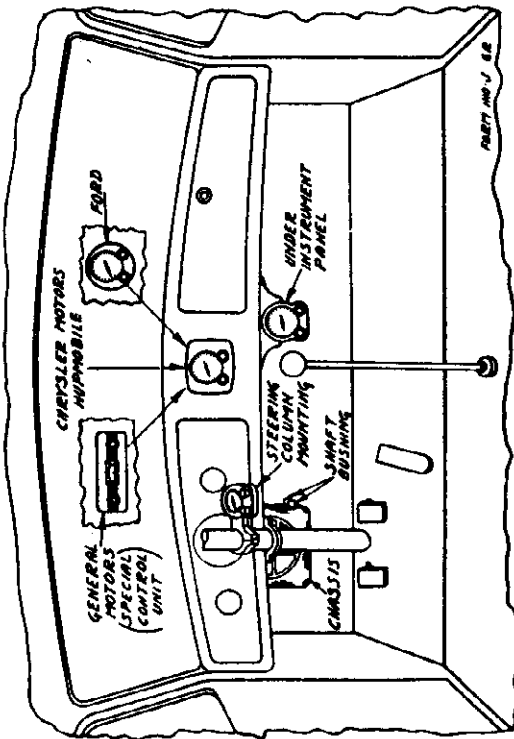 GENERAL
MOTORS
(SPECIAL
CONTROL
UNIT)
CHRYSLER MOTORS
HUPMOBILE
FORD
STEERING
COLUMN
MOUNTING
UNDER
INSTRUMENT
PANEL
SHAFT
BUSHING
CHASSIS